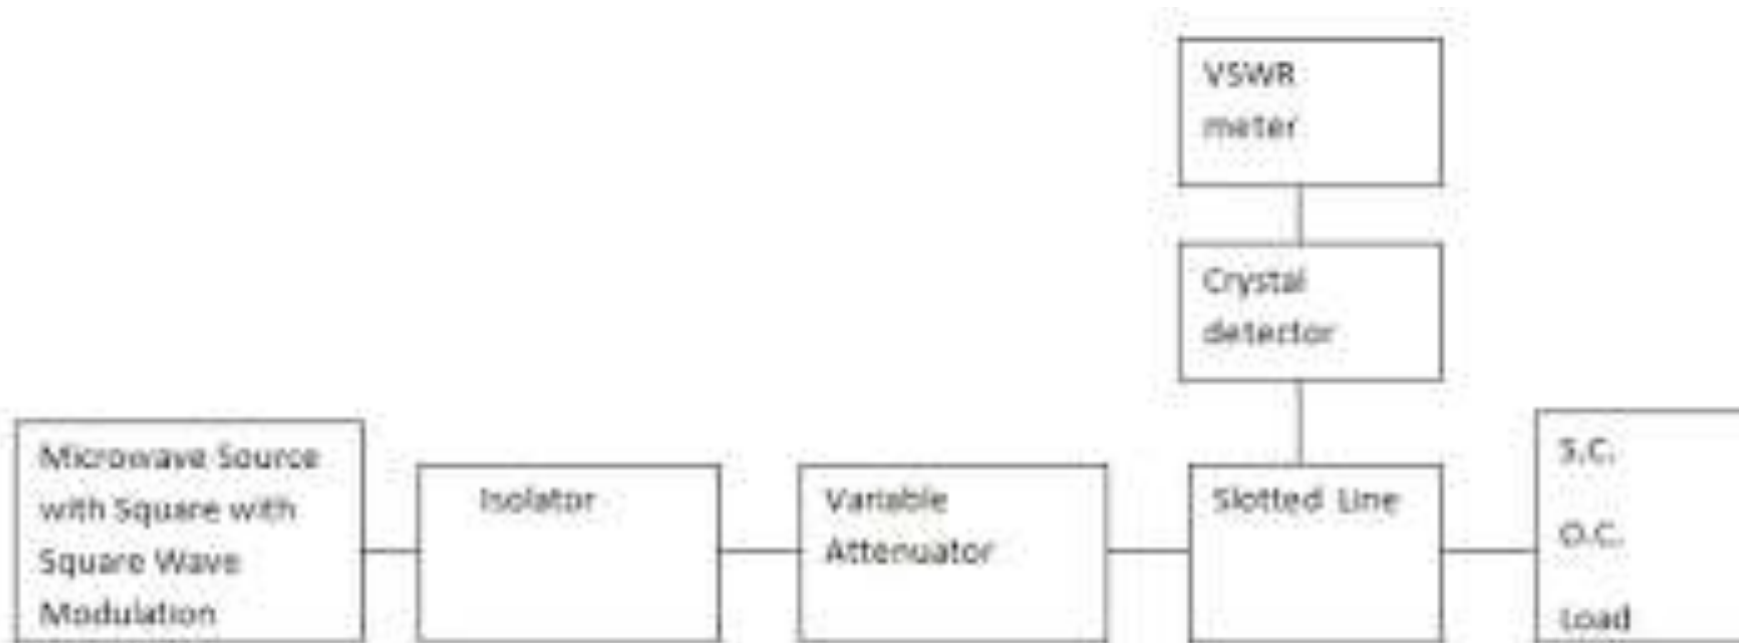 VSWR
meter
Crystal
detector
Microwave Source
with Square with
Square Wave
Modulation
Isolator
Variable
Attenuator
Slotted Line
S.C.
O.C.
Load